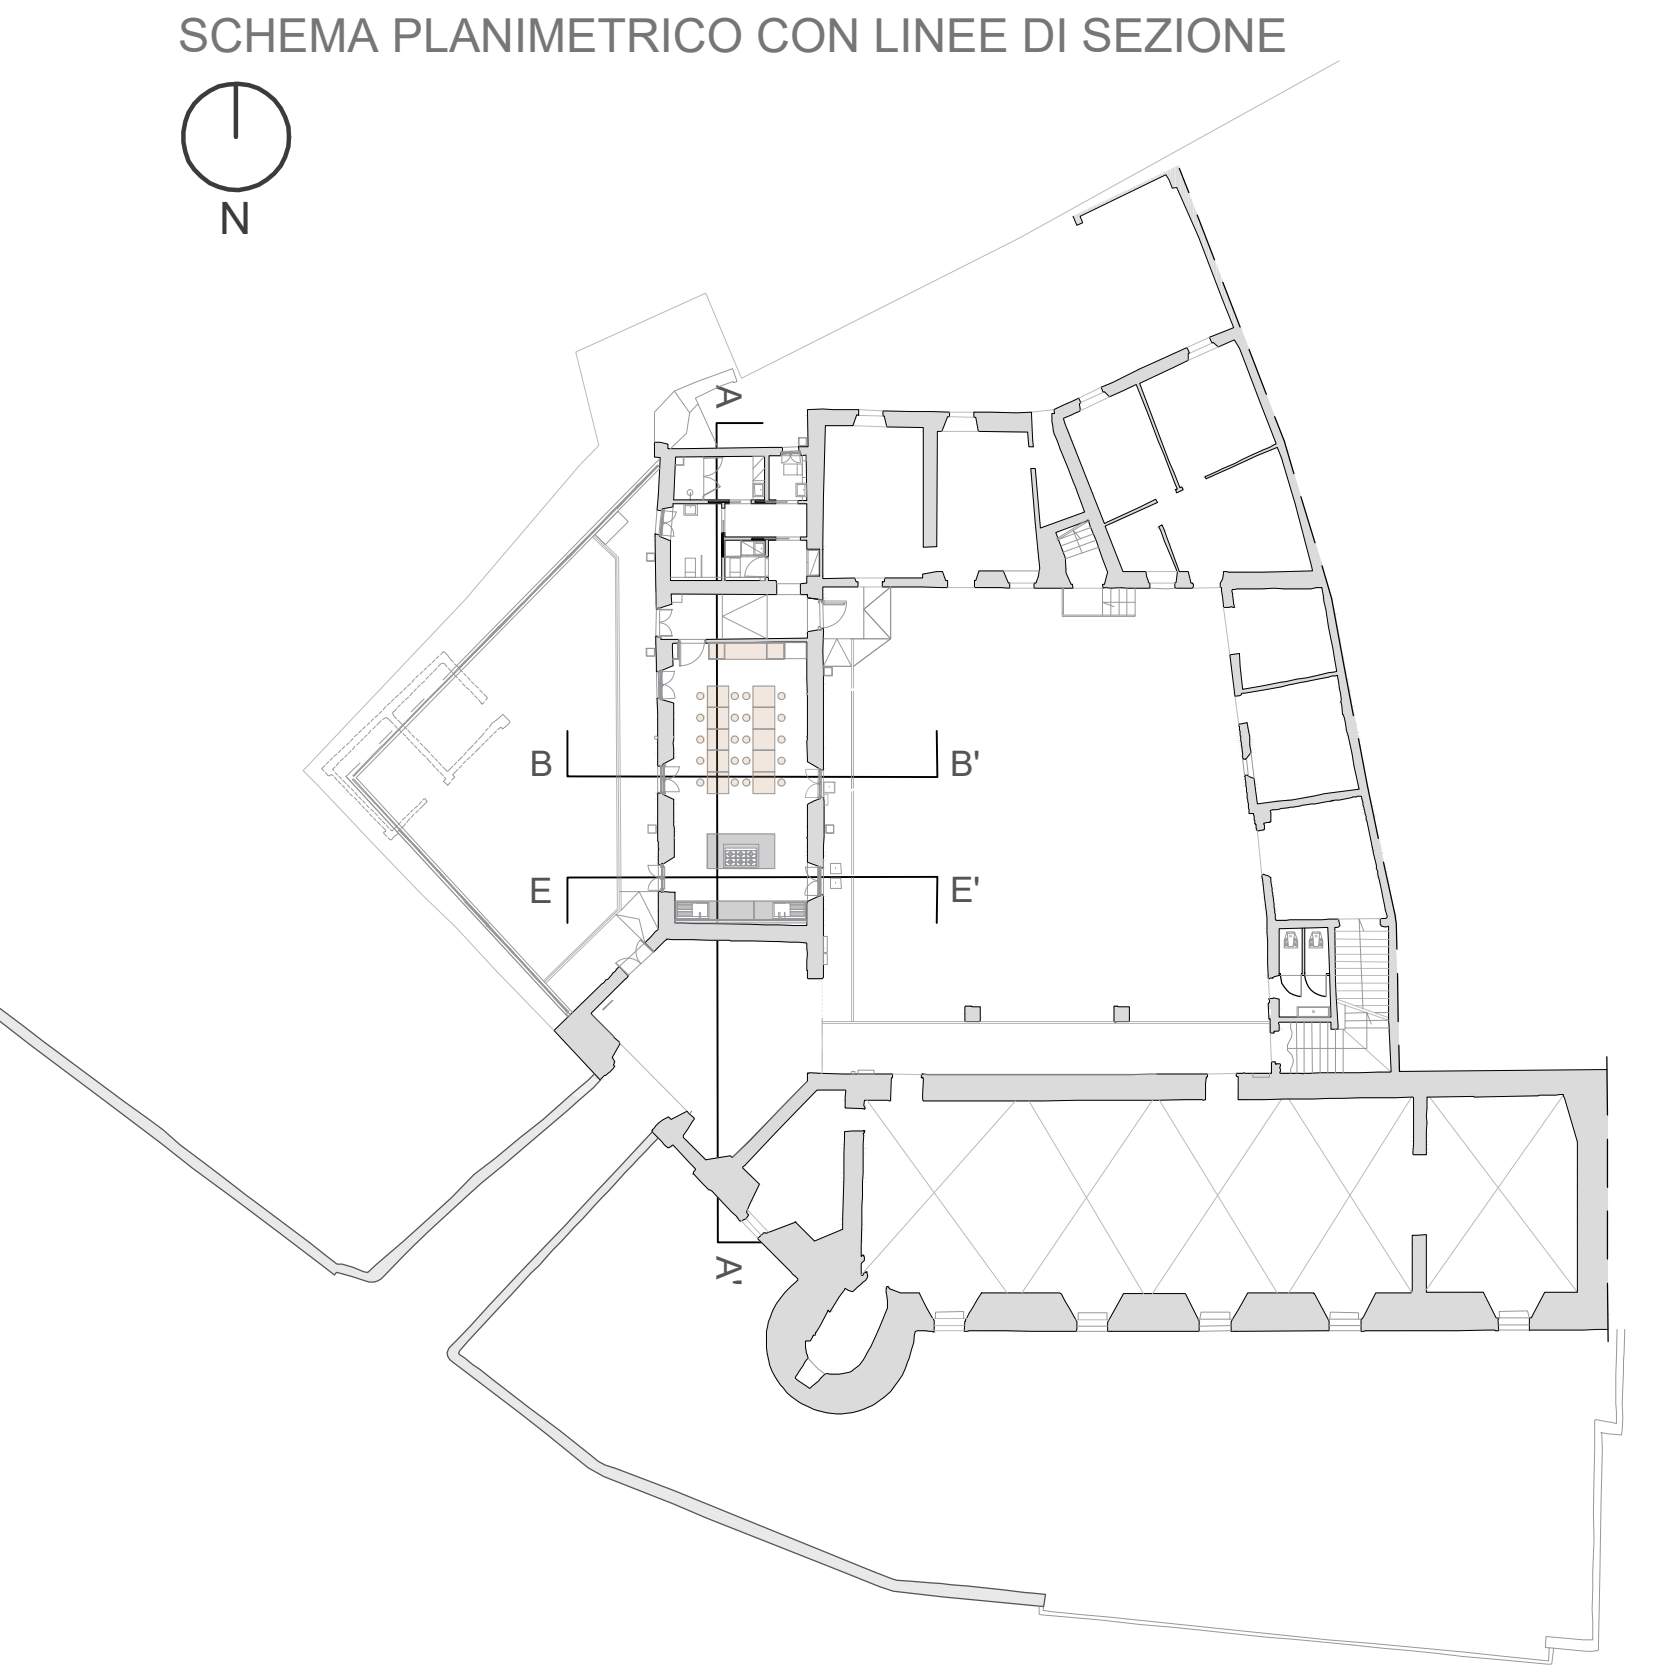 SCHEMA PLANIMETRICO CON LINEE DI SEZIONE
N
A
B
B'
E
E'
A'